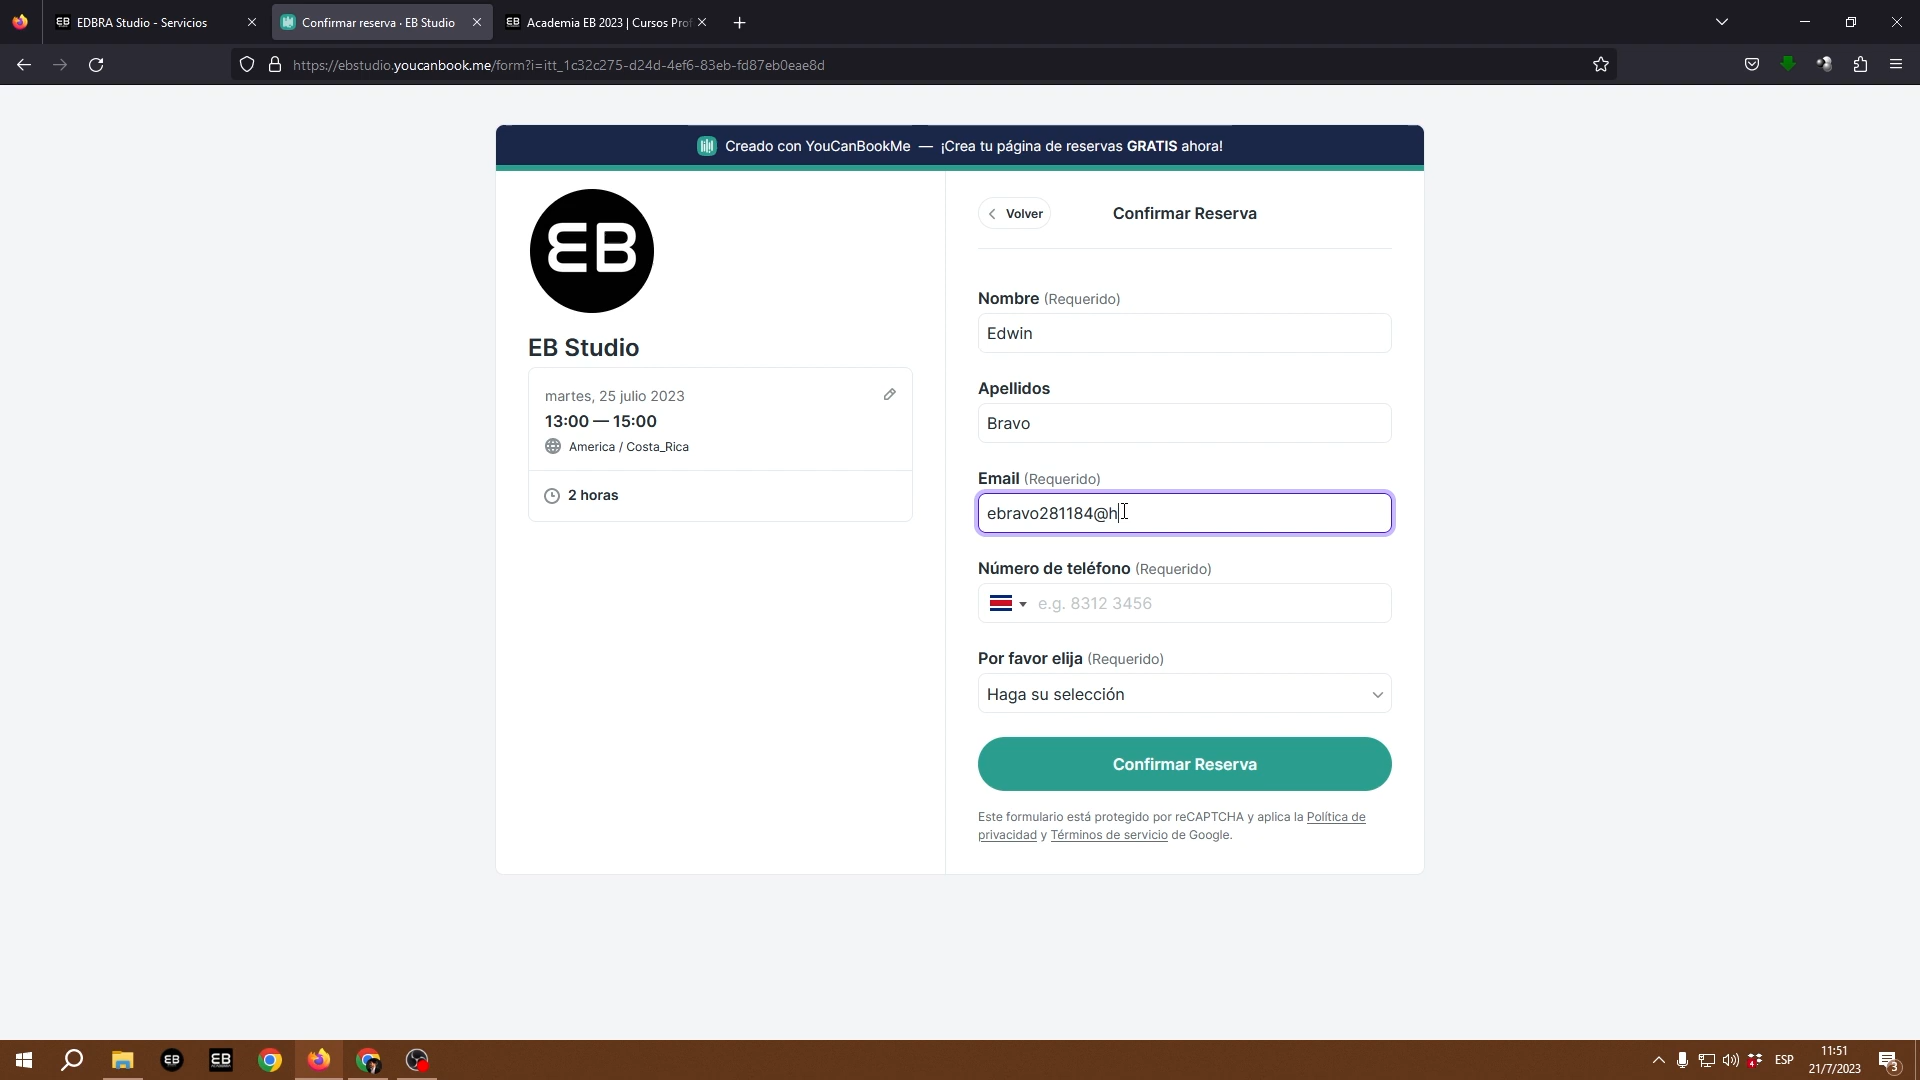 EDBRA Studio - Servicios
Confirmar reserva · EB Studio
Academia EB 2023 | Cursos Prof
https://ebstudio.youcanbook.me/form?i=itt_1c32c275-d24d-4ef6-83eb-fd87eb0eae8d
Creado con YouCanBookMe — ¡Crea tu página de reservas GRATIS ahora!
EB
EB Studio
martes, 25 julio 2023
13:00 — 15:00
America / Costa_Rica
2 horas
Volver
Confirmar Reserva
Nombre (Requerido)
Edwin
Apellidos
Bravo
Email (Requerido)
ebravo281184@h
Número de teléfono (Requerido)
e.g. 8312 3456
Por favor elija (Requerido)
Haga su selección
Confirmar Reserva
Este formulario está protegido por reCAPTCHA y aplica la Política de
privacidad y Términos de servicio de Google.
EB
EB
ESP
11:51
21/7/2023
3